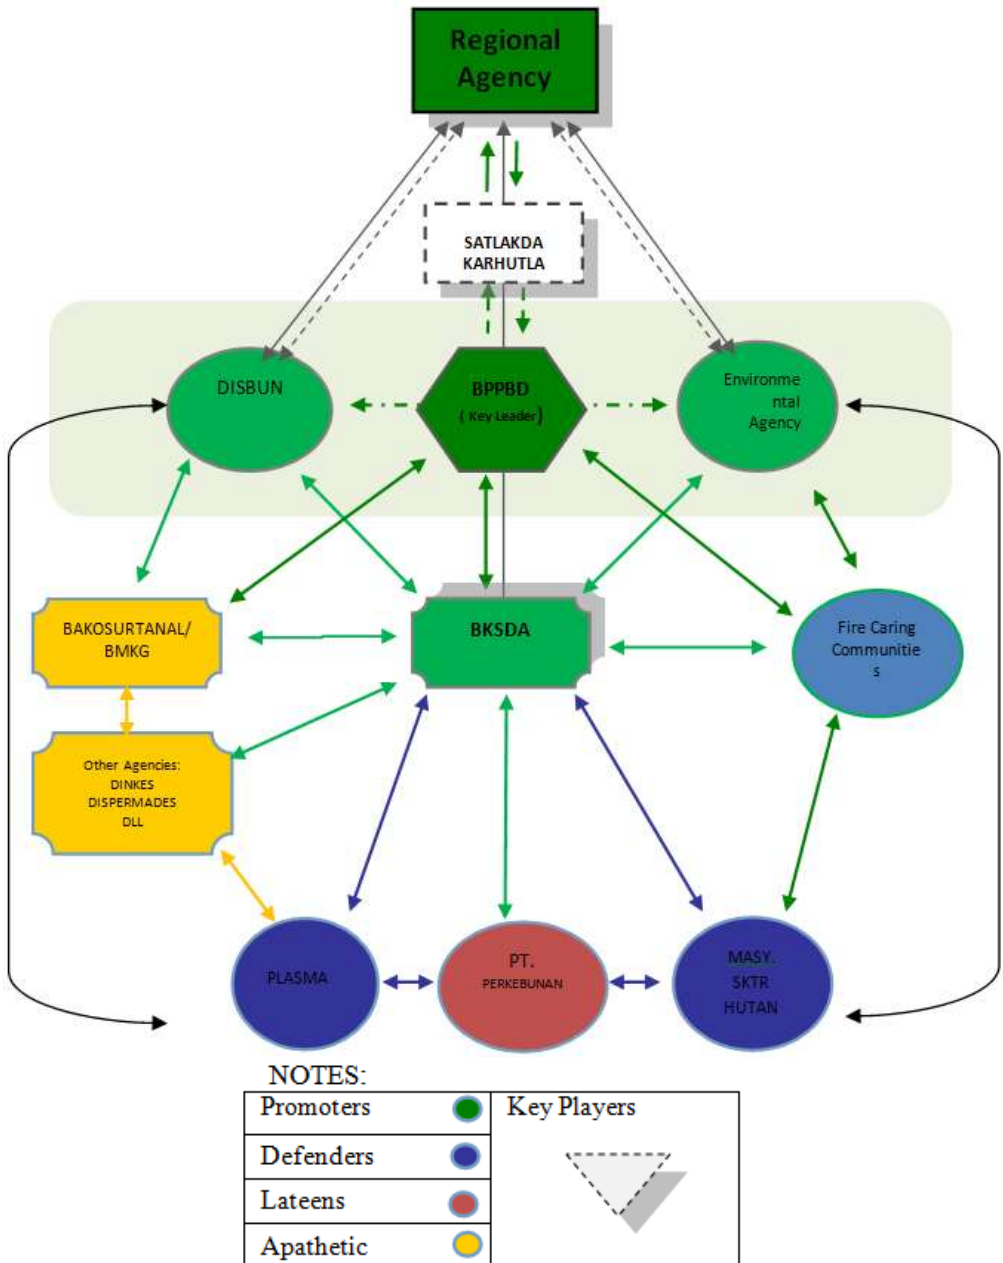 Regional
Agency
SATLAKDA
KARHUTLA
DISBUN
BPPBD
( Key Leader)
Environme
ntal
Agency
BAKOSURTANAL/
BMKG
BKSDA
Fire Caring
Communitie
s
Other Agencies:
DINKES
DISPERMADES
DLL
PLASMA
PT.
PERKEBUNAN
MASY.
SKTR
HUTAN
NOTES:
Promoters
Key Players
Defenders
Lateens
Apathetic